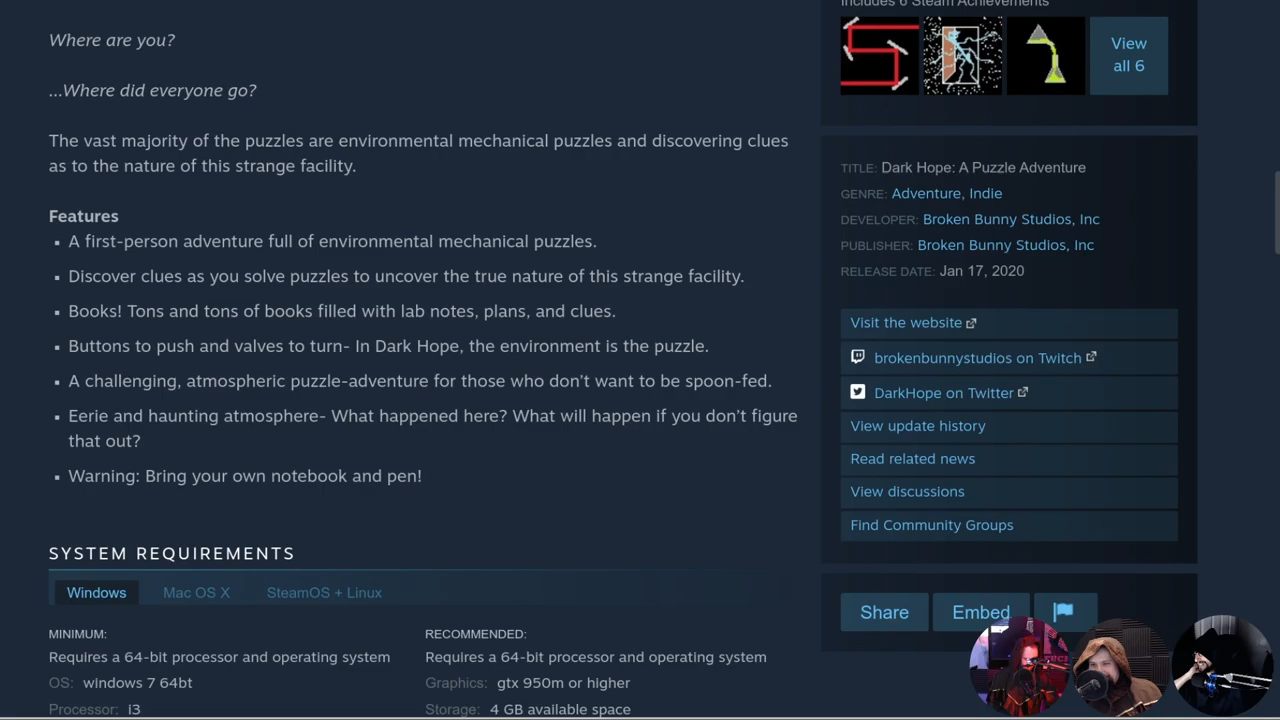 Where are you?
...Where did everyone go?
The vast majority of the puzzles are environmental mechanical puzzles and discovering clues
as to the nature of this strange facility.
Features
A first-person adventure full of environmental mechanical puzzles.
Discover clues as you solve puzzles to uncover the true nature of this strange facility.
Books! Tons and tons of books filled with lab notes, plans, and clues.
Buttons to push and valves to turn- In Dark Hope, the environment is the puzzle.
A challenging, atmospheric puzzle-adventure for those who don’t want to be spoon-fed.
Eerie and haunting atmosphere- What happened here? What will happen if you don’t figure
that out?
Warning: Bring your own notebook and pen!
SYSTEM REQUIREMENTS
Windows Mac OS X SteamOS + Linux
MINIMUM:
Requires a 64-bit processor and operating system
OS: windows 7 64bt
Processor: i3
RECOMMENDED:
Requires a 64-bit processor and operating system
Graphics: gtx 950m or higher
Storage: 4 GB available space
Includes 6 Steam Achievements
View
all 6
TITLE: Dark Hope: A Puzzle Adventure
GENRE: Adventure, Indie
DEVELOPER: Broken Bunny Studios, Inc
PUBLISHER: Broken Bunny Studios, Inc
RELEASE DATE: Jan 17, 2020
Visit the website
brokenbunnystudios on Twitch
DarkHope on Twitter
View update history
Read related news
View discussions
Find Community Groups
Share Embed